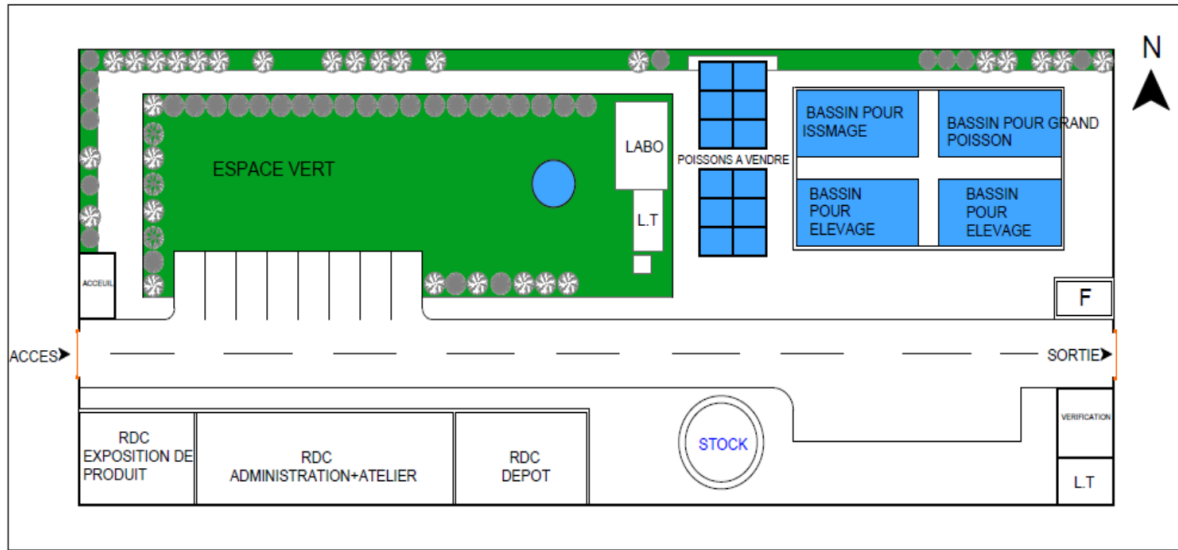 N
ESPACE VERT
LABO
L.T
POISSONS A VENDRE
BASSIN POUR
ISSMAGE
BASSIN POUR GRAND
POISSON
BASSIN
POUR
ELEVAGE
BASSIN
POUR
ELEVAGE
ACCEUIL
F
ACCES
SORTIE
RDC
EXPOSITION DE
PRODUIT
RDC
ADMINISTRATION+ATELIER
RDC
DEPOT
STOCK
VERIFICATION
L.T